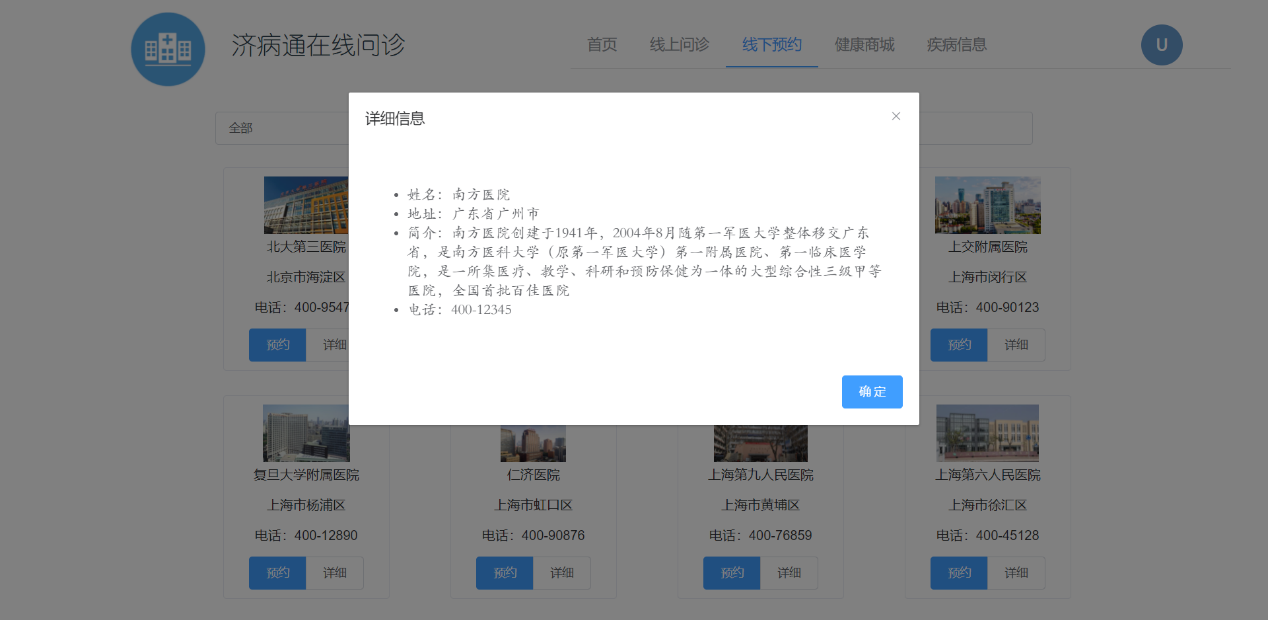 济病通在线问诊
首页 线上问诊 线下预约 健康商城 疾病信息
U
全部
详细信息
姓名：南方医院
地址：广东省广州市
简介：南方医院创建于1941年，2004年8月随第一军医大学整体移交广东
省，是南方医科大学（原第一军医大学）第一附属医院、第一临床医学
院，是一所集医疗、教学、科研和预防保健为一体的大型综合性三级甲等
医院，全国首批百佳医院
电话：400-12345
确定
北大第三医院
北京市海淀区
电话：400-9547
预约 详细
上交附属医院
上海市闵行区
电话：400-90123
预约 详细
复旦大学附属医院
上海市杨浦区
电话：400-12890
预约 详细
仁济医院
上海市虹口区
电话：400-90876
预约 详细
上海第九人民医院
上海市黄埔区
电话：400-76859
预约 详细
上海第六人民医院
上海市徐汇区
电话：400-45128
预约 详细